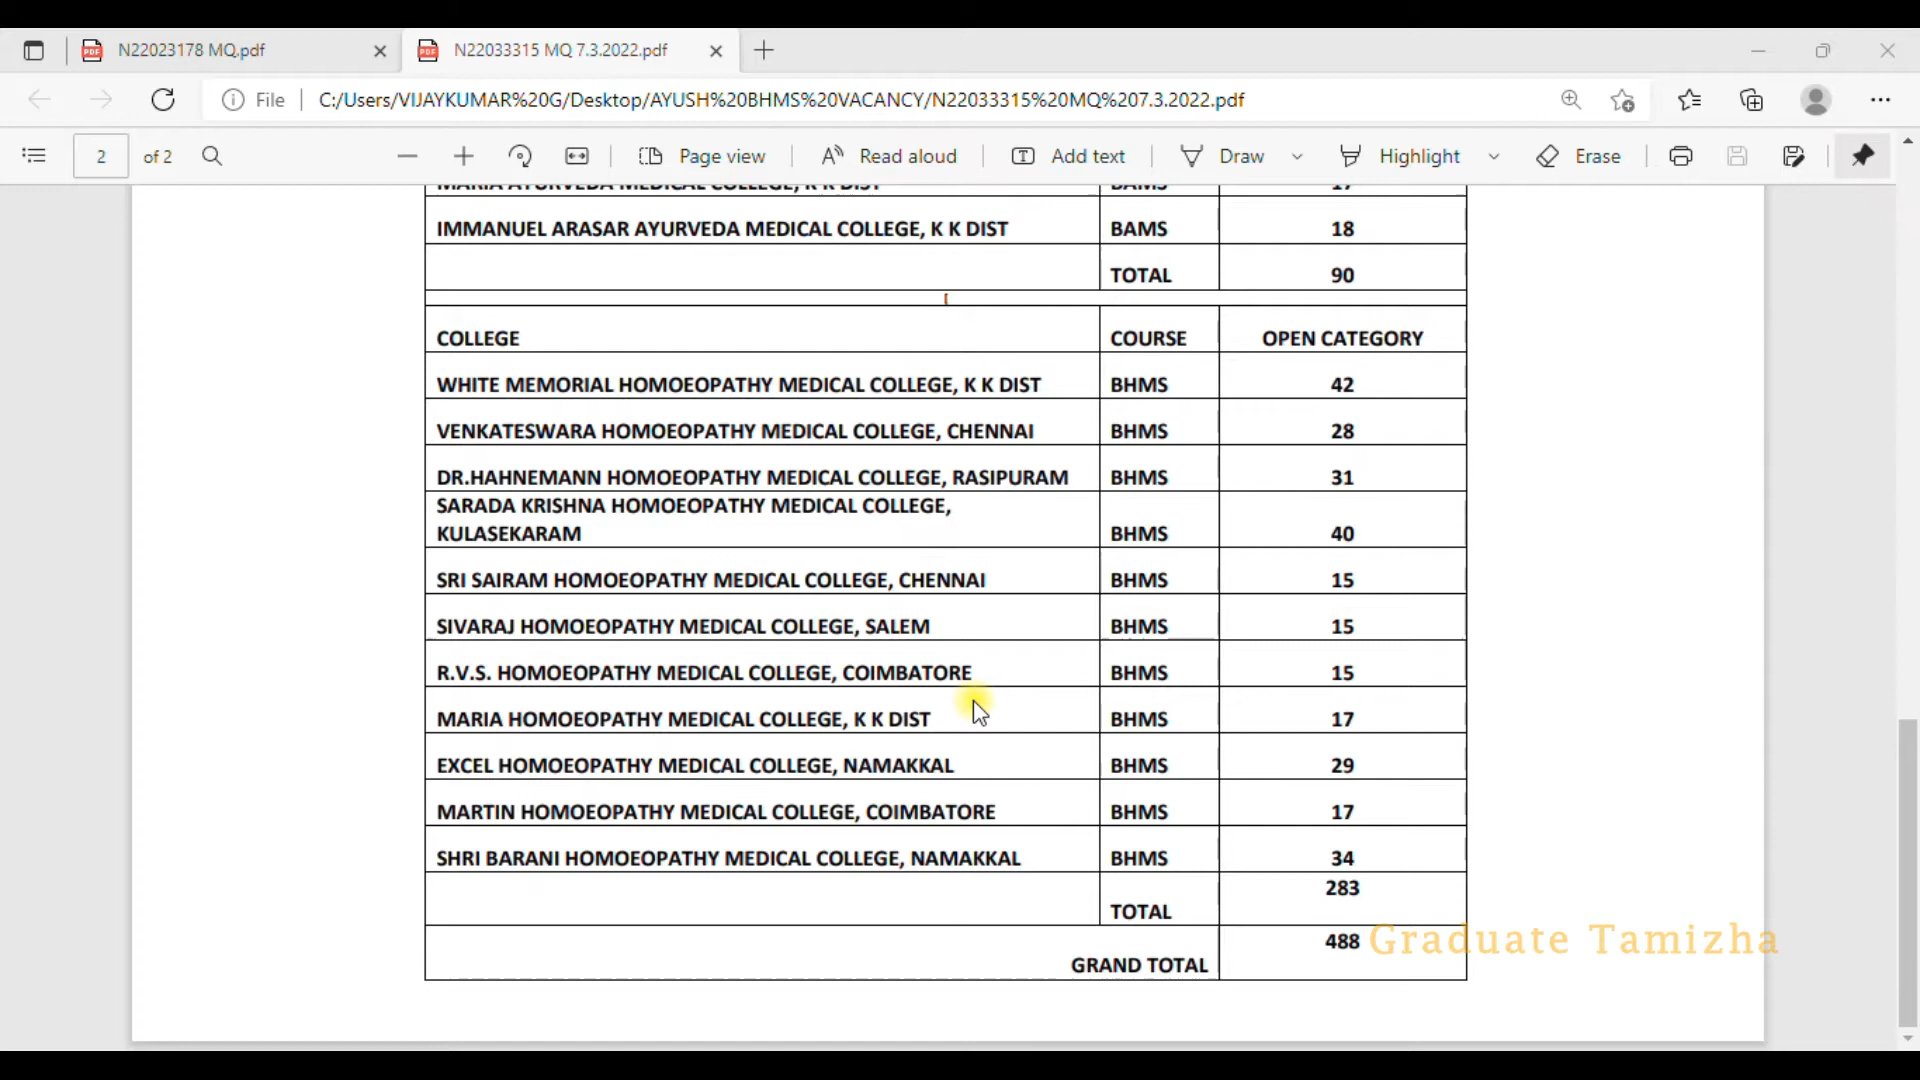 N22023178 MQ.pdf
N22033315 MQ 7.3.2022.pdf
File C:/Users/VIJAYKUMAR%20G/Desktop/AYUSH%20BHMS%20VACANCY/N22033315%20MQ%207.3.2022.pdf
2 of 2 Page view Read aloud Add text Draw Highlight Erase
MARIA AYURVEDA MEDICAL COLLEGE, K K DIST BAMS 17
IMMANUEL ARASAR AYURVEDA MEDICAL COLLEGE, K K DIST BAMS 18
TOTAL 90
COLLEGE COURSE OPEN CATEGORY
WHITE MEMORIAL HOMOEOPATHY MEDICAL COLLEGE, K K DIST BHMS 42
VENKATESWARA HOMOEOPATHY MEDICAL COLLEGE, CHENNAI BHMS 28
DR.HAHNEMANN HOMOEOPATHY MEDICAL COLLEGE, RASIPURAM BHMS 31
SARADA KRISHNA HOMOEOPATHY MEDICAL COLLEGE,
KULASEKARAM BHMS 40
SRI SAIRAM HOMOEOPATHY MEDICAL COLLEGE, CHENNAI BHMS 15
SIVARAJ HOMOEOPATHY MEDICAL COLLEGE, SALEM BHMS 15
R.V.S. HOMOEOPATHY MEDICAL COLLEGE, COIMBATORE BHMS 15
MARIA HOMOEOPATHY MEDICAL COLLEGE, K K DIST BHMS 17
EXCEL HOMOEOPATHY MEDICAL COLLEGE, NAMAKKAL BHMS 29
MARTIN HOMOEOPATHY MEDICAL COLLEGE, COIMBATORE BHMS 17
SHRI BARANI HOMOEOPATHY MEDICAL COLLEGE, NAMAKKAL BHMS 34
283
TOTAL
488
Graduate Tamizha
GRAND TOTAL